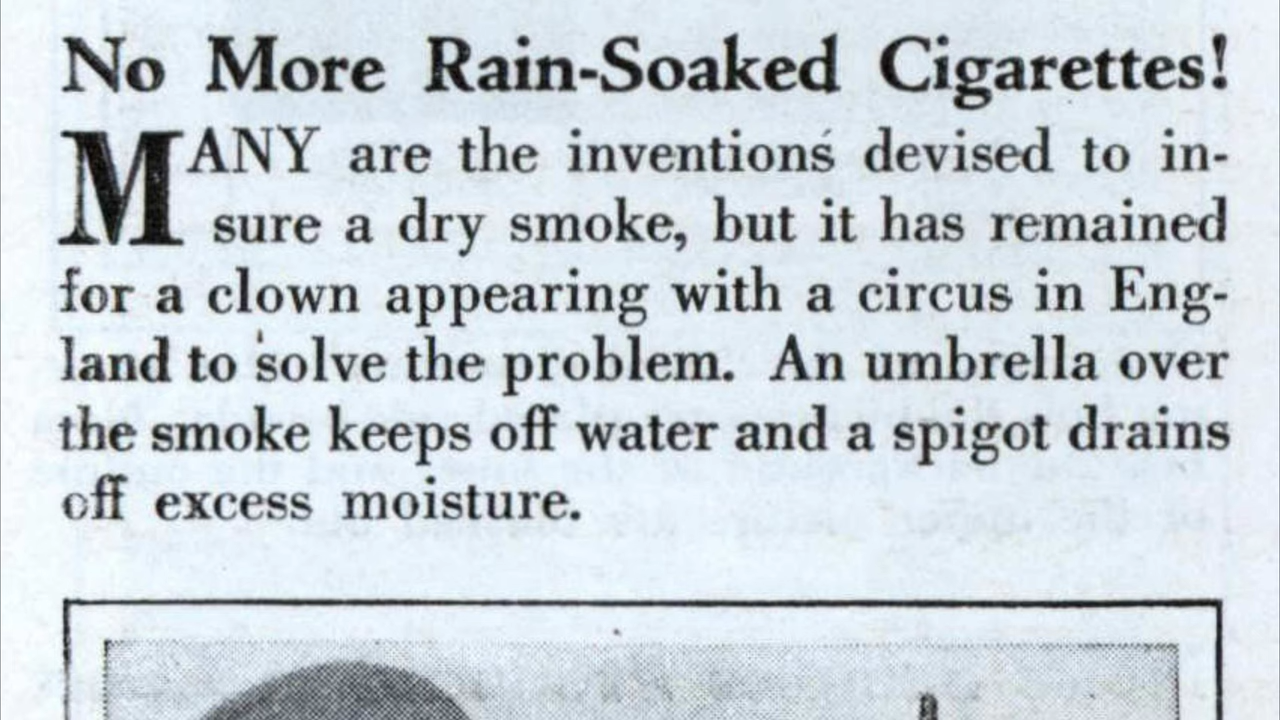 No More Rain-Soaked Cigarettes!
MANY are the inventions devised to in-
sure a dry smoke, but it has remained
for a clown appearing with a circus in Eng-
land to solve the problem. An umbrella over
the smoke keeps off water and a spigot drains
off excess moisture.